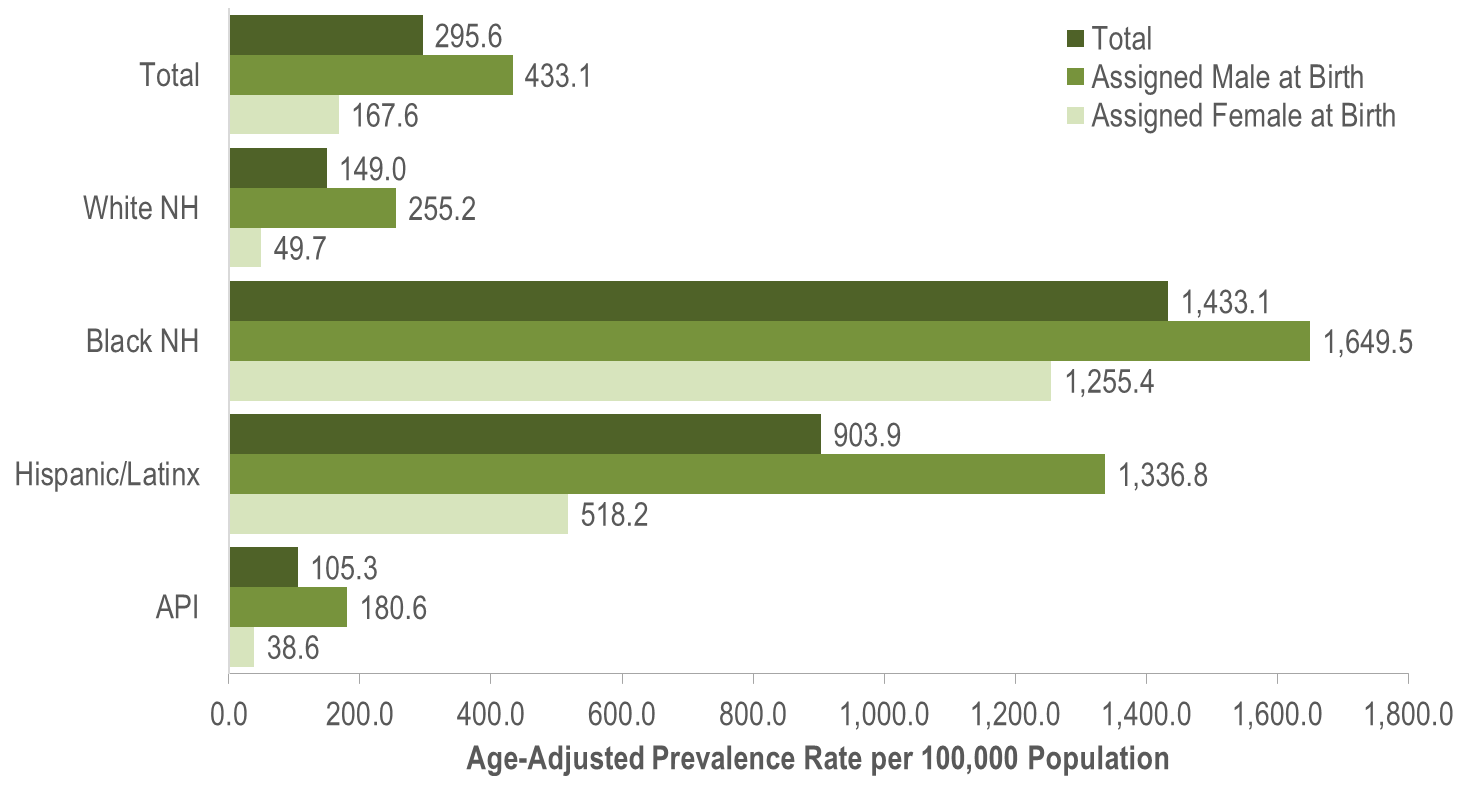 Total
Assigned Male at Birth
Assigned Female at Birth
Total
295.6
433.1
167.6
White NH
149.0
255.2
49.7
Black NH
1,433.1
1,649.5
1,255.4
Hispanic/Latinx
903.9
1,336.8
518.2
API
105.3
180.6
38.6
0.0 200.0 400.0 600.0 800.0 1,000.0 1,200.0 1,400.0 1,600.0 1,800.0
Age-Adjusted Prevalence Rate per 100,000 Population